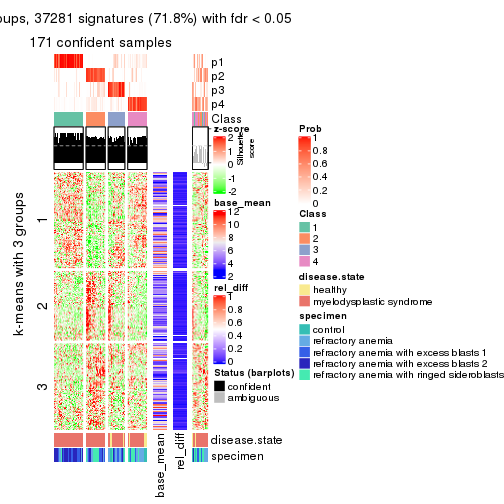 oups, 37281 signatures (71.8%) with fdr < 0.05
171 confident samples
p1
p2
p3
p4
Class
Silhouette
score
k-means with 3 groups
1
2
3
z-score
2
1
0
-1
-2
base_mean
12
10
8
6
4
2
rel_diff
1
0.8
0.6
0.4
0.2
0
Status (barplots)
confident
ambiguous
disease.state
specimen
base_mean
rel_diff
Prob
1
0.8
0.6
0.4
0.2
0
Class
1
2
3
4
disease.state
healthy
myelodysplastic syndrome
specimen
control
refractory anemia
refractory anemia with excess blasts 1
refractory anemia with excess blasts 2
refractory anemia with ringed sideroblasts